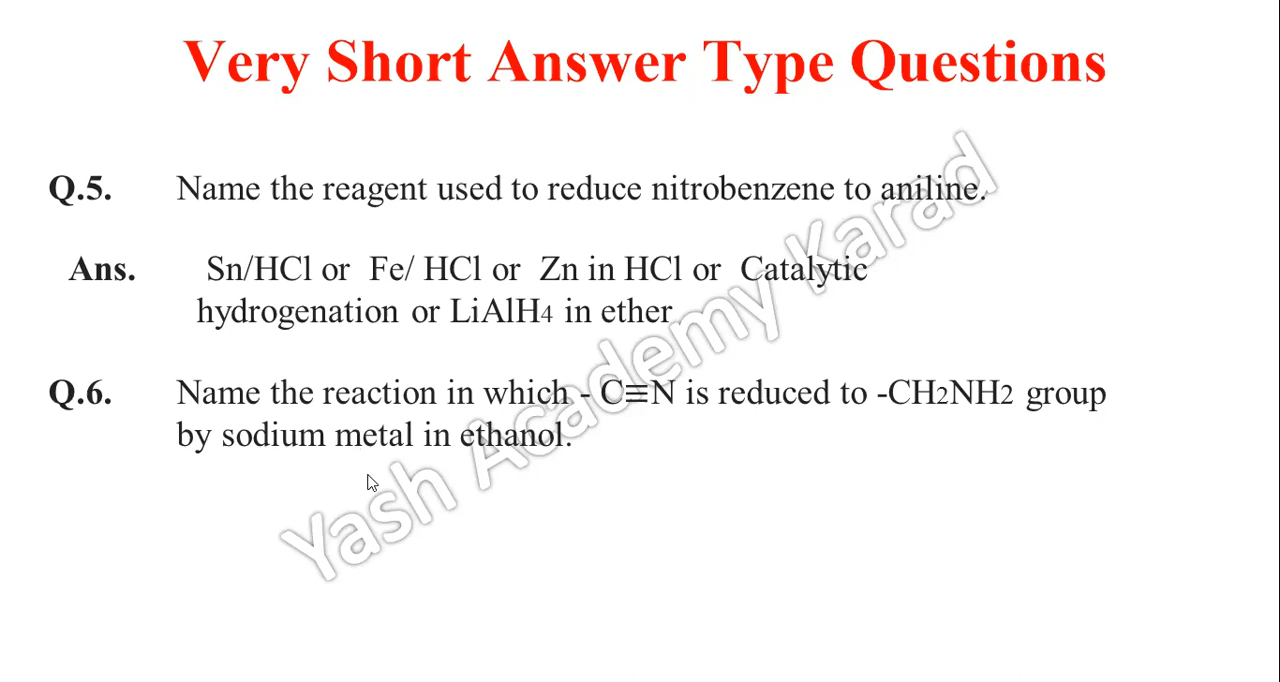 Very Short Answer Type Questions
Q.5. Name the reagent used to reduce nitrobenzene to aniline.
Ans. Sn/HCl or Fe/ HCl or Zn in HCl or Catalytic
hydrogenation or LiAlH4 in ether
Q.6. Name the reaction in which - C≡N is reduced to -CH2NH2 group
by sodium metal in ethanol.
Yash Academy Karad